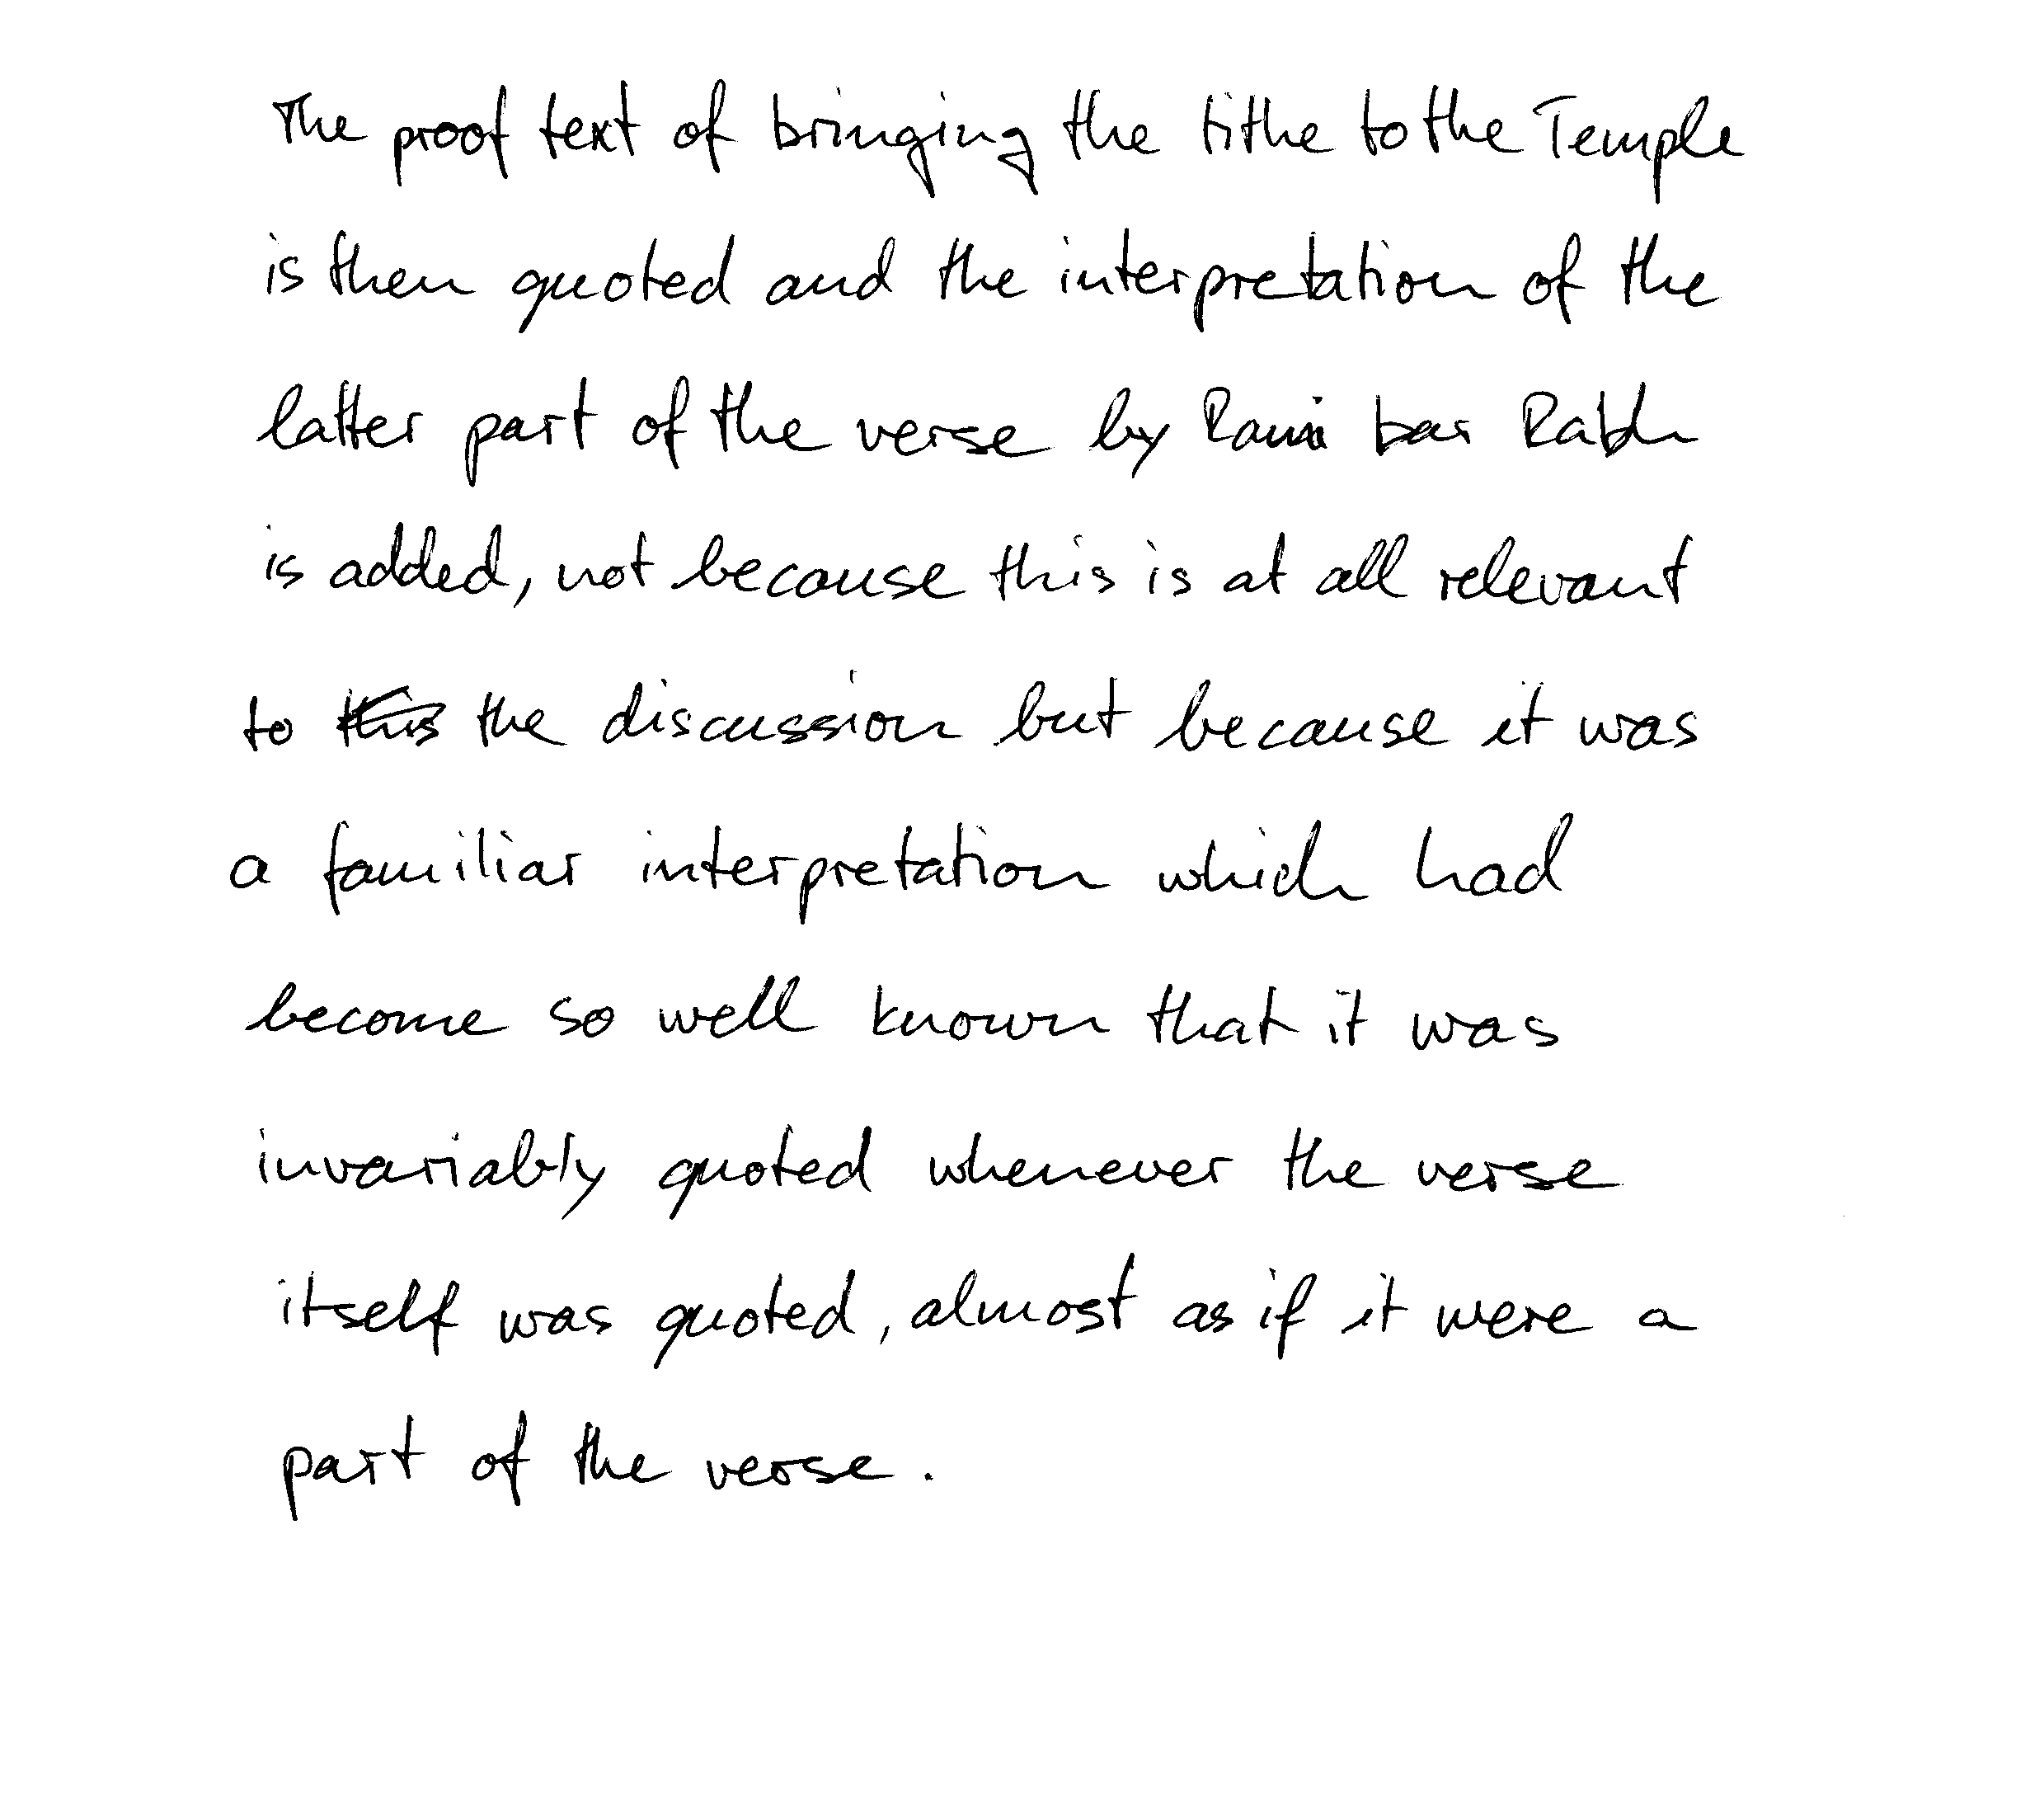 The proof text of bringing the tithe to the Temple
is then quoted and the interpretation of the
latter part of the verse by Rami bar Rabh
is added, not because this is at all relevant
to this the discussion but because it was
a familiar interpretation which had
become so well known that it was
invariably quoted whenever the verse
itself was quoted, almost as if it were a
part of the verse.